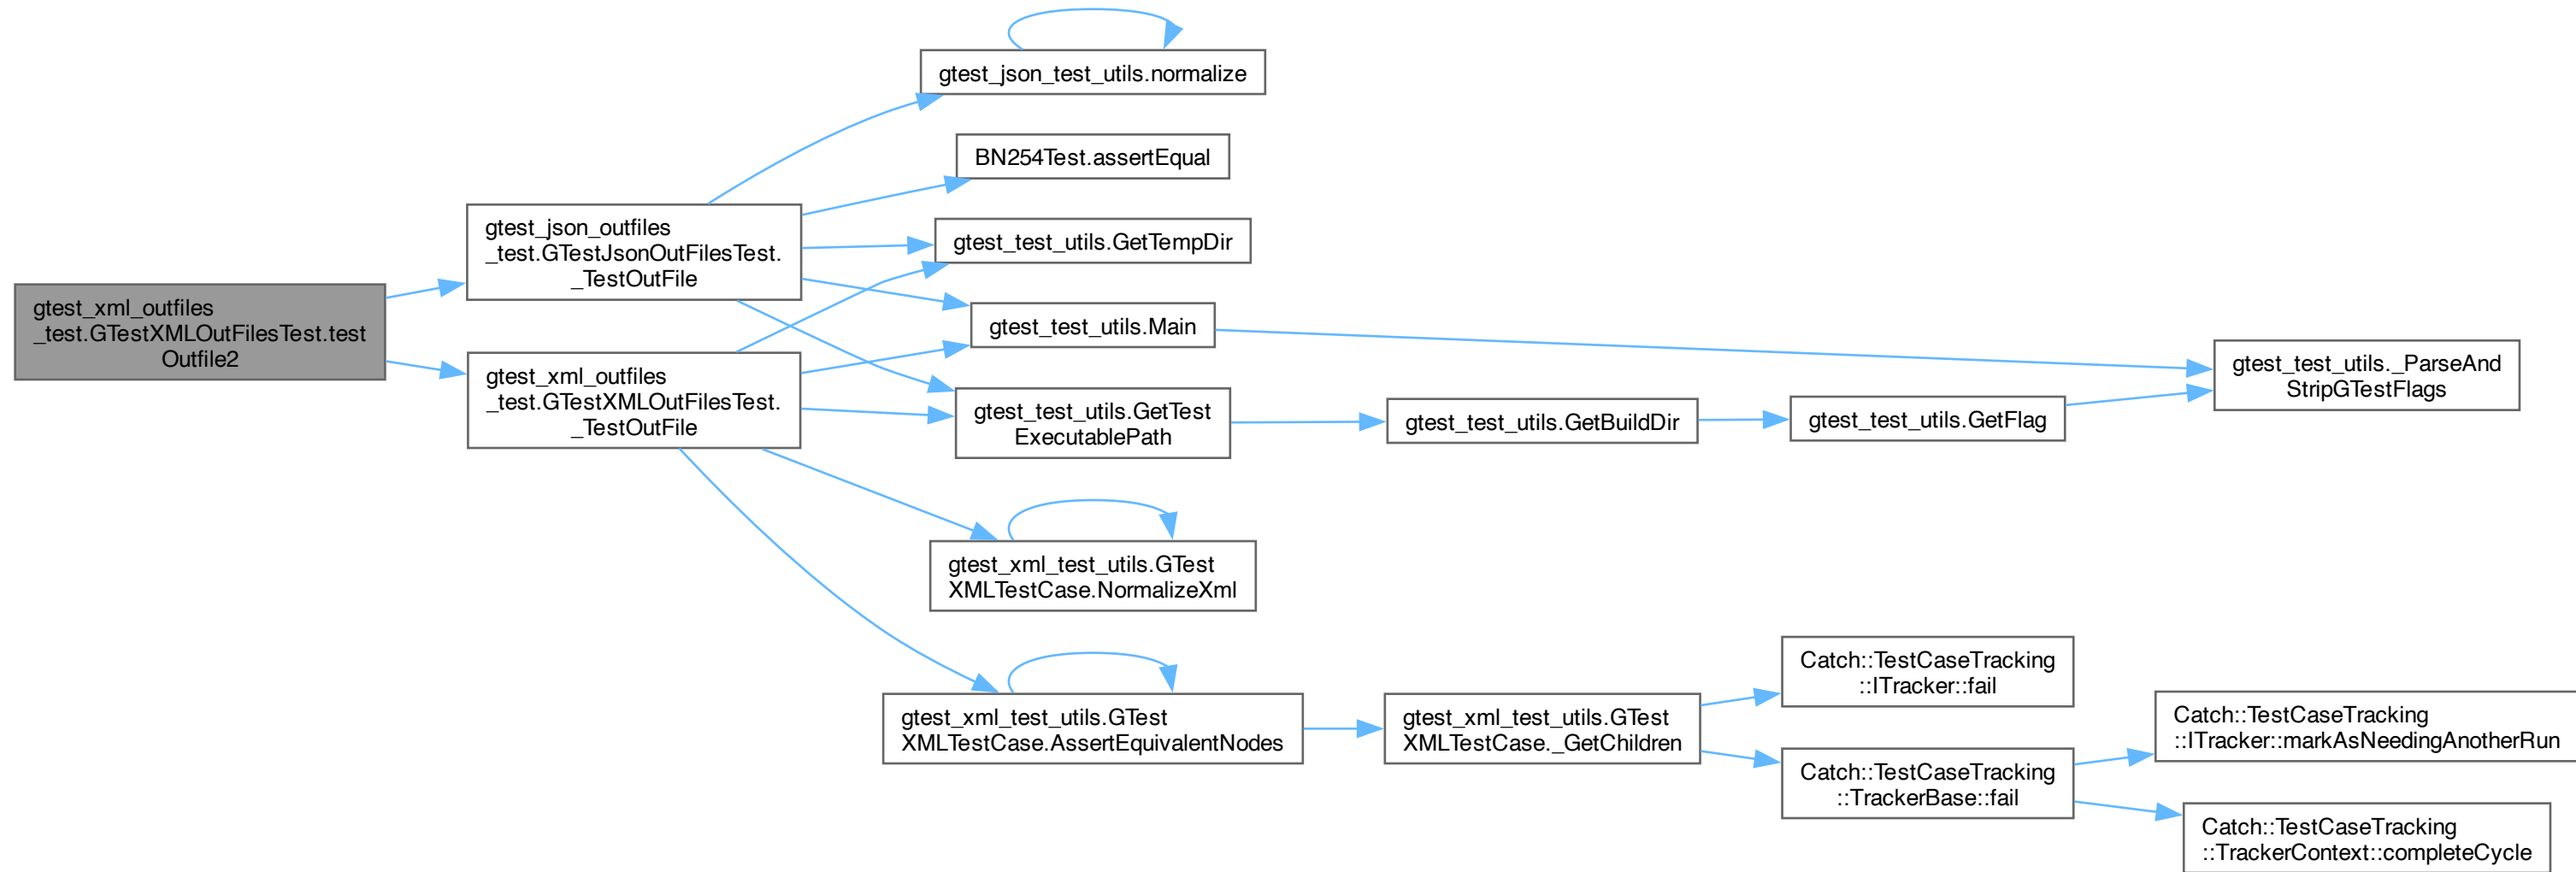 gtest_xml_outfiles
_test.GTestXMLOutFilesTest.test
Outfile2
gtest_json_outfiles
_test.GTestJsonOutFilesTest.
_TestOutFile
gtest_xml_outfiles
_test.GTestXMLOutFilesTest.
_TestOutFile
gtest_json_test_utils.normalize
BN254Test.assertEqual
gtest_test_utils.GetTempDir
gtest_test_utils.Main
gtest_test_utils.GetTest
ExecutablePath
gtest_xml_test_utils.GTest
XMLTestCase.NormalizeXml
gtest_xml_test_utils.GTest
XMLTestCase.AssertEquivalentNodes
gtest_test_utils.GetBuildDir
gtest_xml_test_utils.GTest
XMLTestCase._GetChildren
gtest_test_utils.GetFlag
Catch::TestCaseTracking
::ITracker::fail
Catch::TestCaseTracking
::TrackerBase::fail
gtest_test_utils._ParseAnd
StripGTestFlags
Catch::TestCaseTracking
::ITracker::markAsNeedingAnotherRun
Catch::TestCaseTracking
::TrackerContext::completeCycle